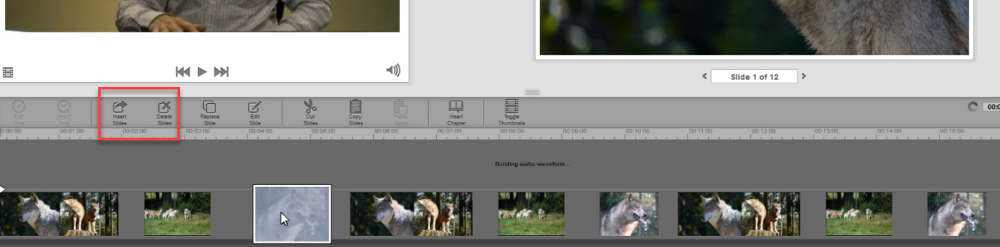 Slide 1 of 12
Cut
Time
Undo
Time
Insert
Slides
Delete
Slides
Replace
Slide
Edit
Slide
Cut
Slides
Copy
Slides
Paste
Slides
Insert
Chapter
Toggle
Thumbnails
00:0
0:00:00 00:01:00 00:02:00 00:03:00 00:04:00 00:05:00 00:06:00 00:07:00 00:08:00 00:09:00 00:10:00 00:11:00 00:12:00 00:13:00 00:14:00 00:15:00
Building audio waveform...